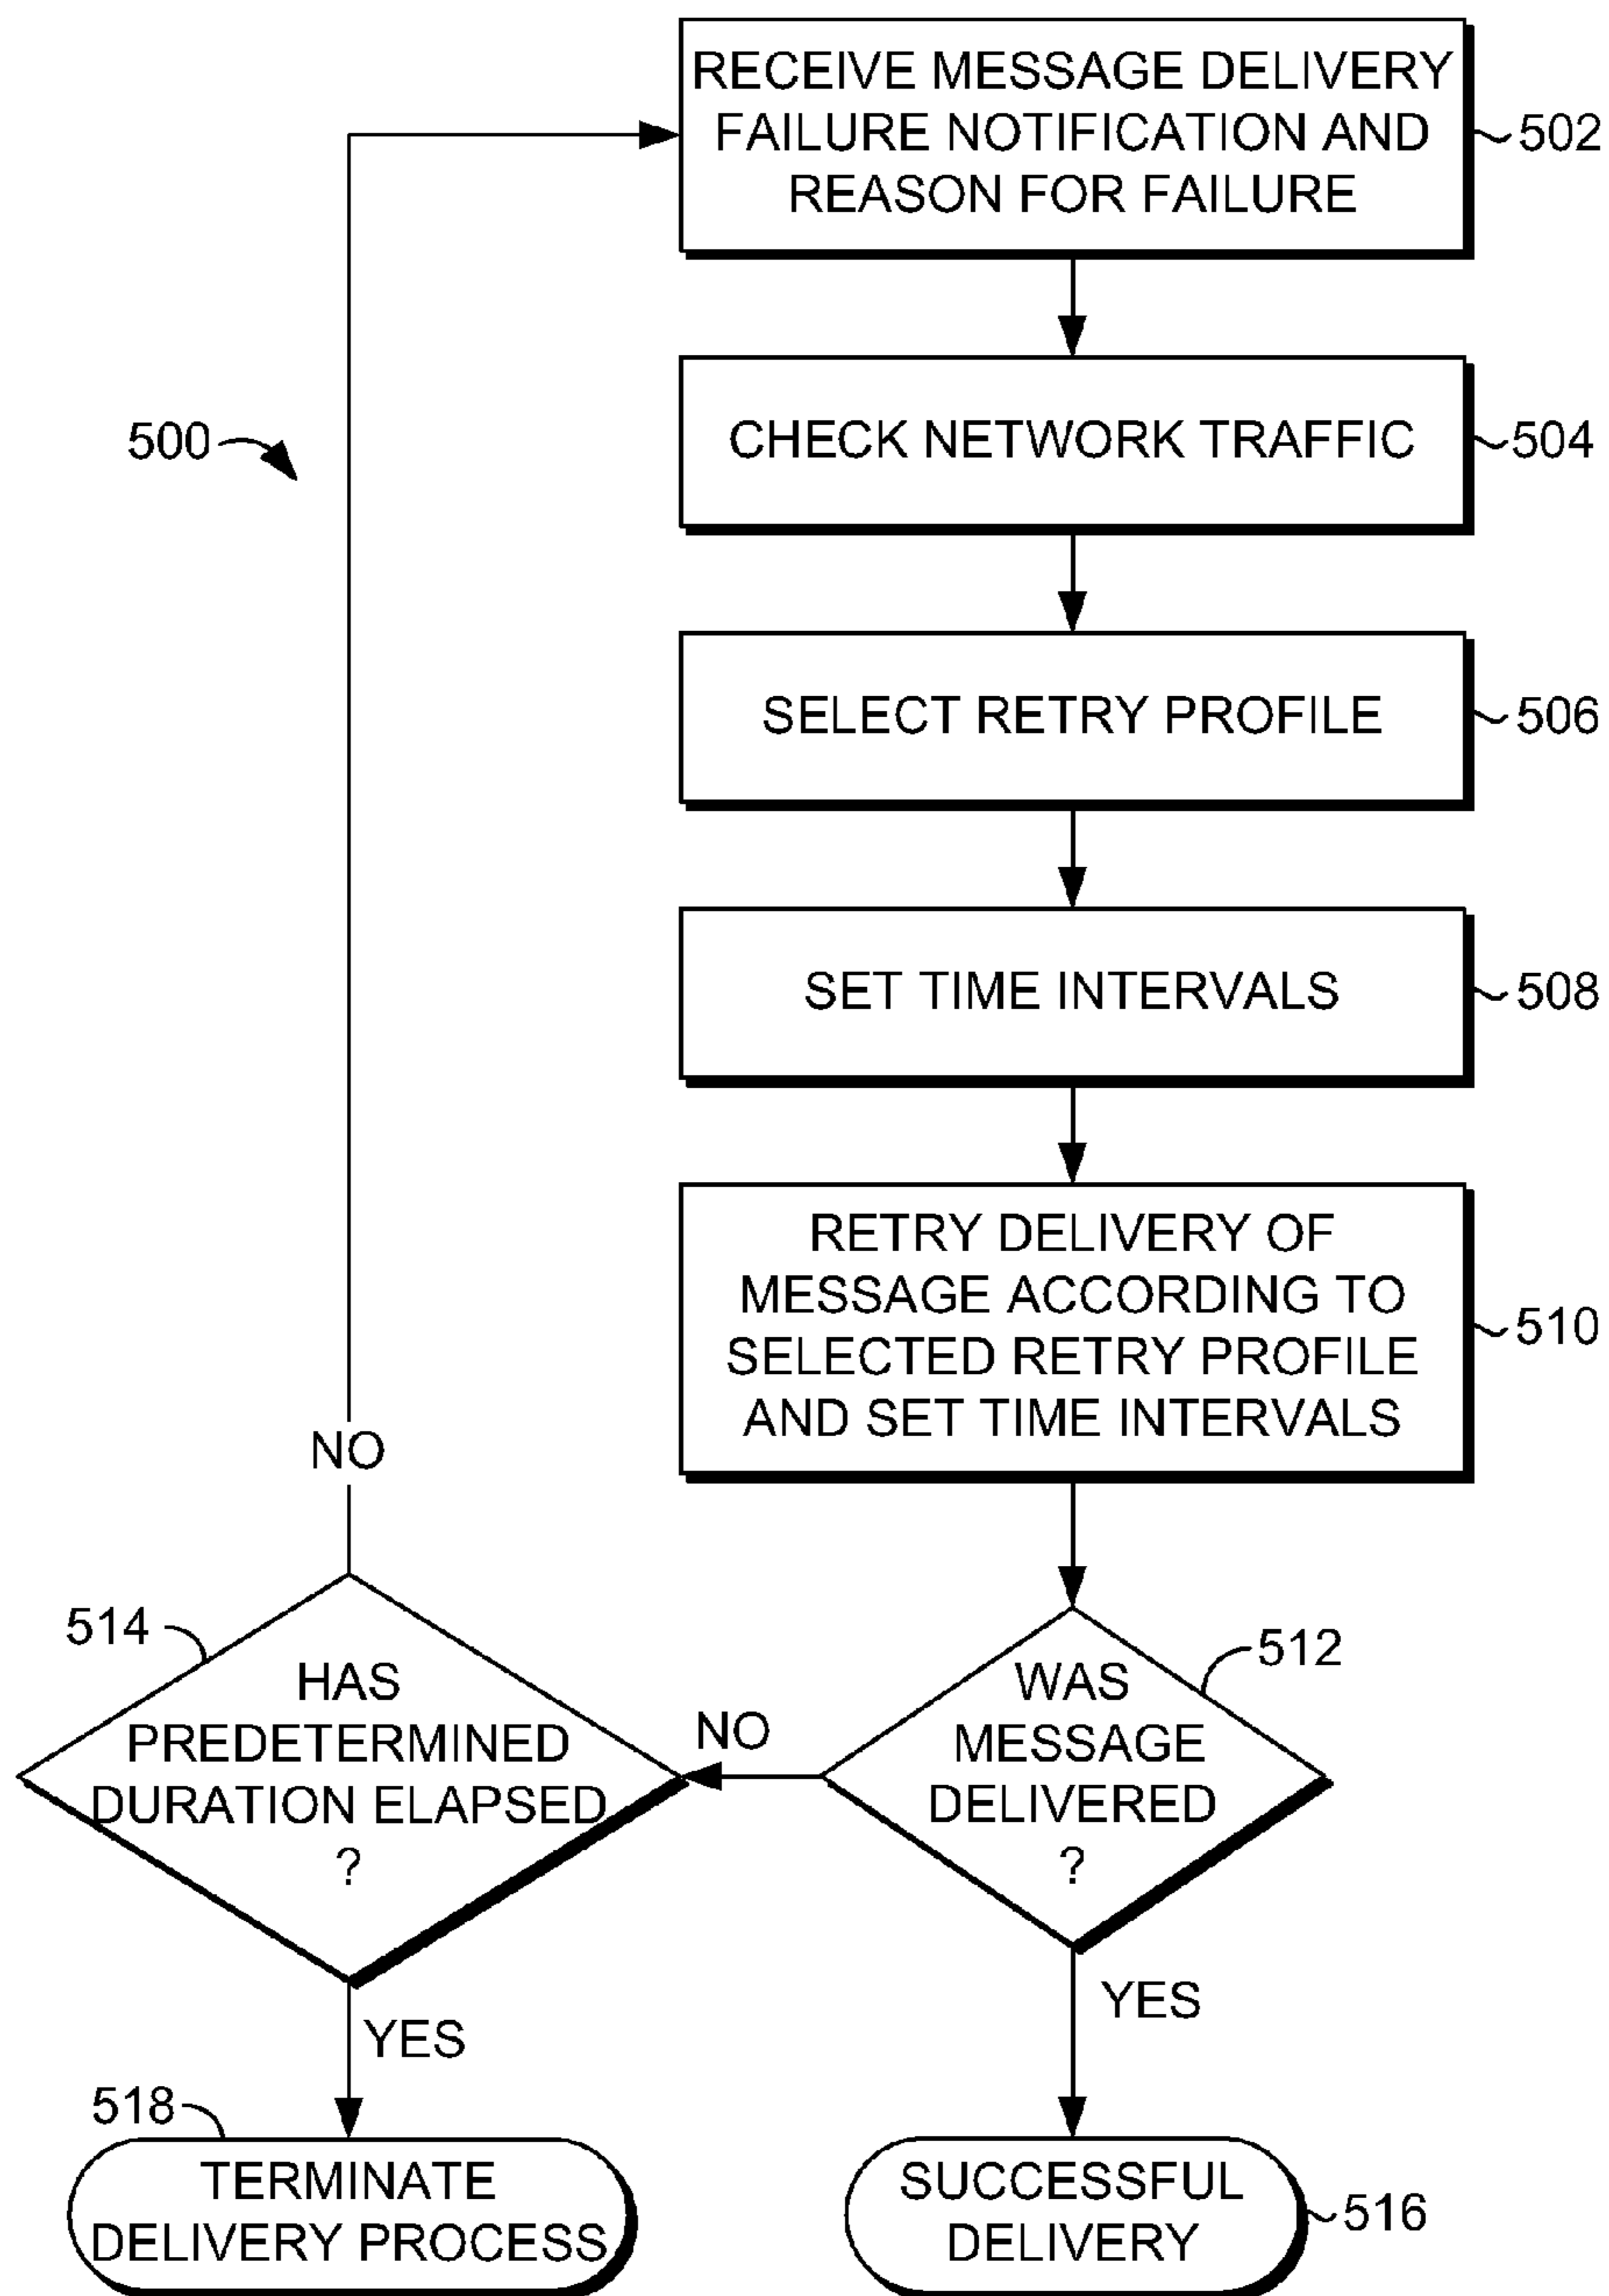 RECEIVE MESSAGE DELIVERY
FAILURE NOTIFICATION AND
REASON FOR FAILURE
502
500
CHECK NETWORK TRAFFIC
504
SELECT RETRY PROFILE
506
SET TIME INTERVALS
508
RETRY DELIVERY OF
MESSAGE ACCORDING TO
SELECTED RETRY PROFILE
AND SET TIME INTERVALS
510
NO
514
HAS
PREDETERMINED
DURATION ELAPSED
?
NO
512
WAS
MESSAGE
DELIVERED
?
YES
YES
518
TERMINATE
DELIVERY PROCESS
SUCCESSFUL
DELIVERY
516